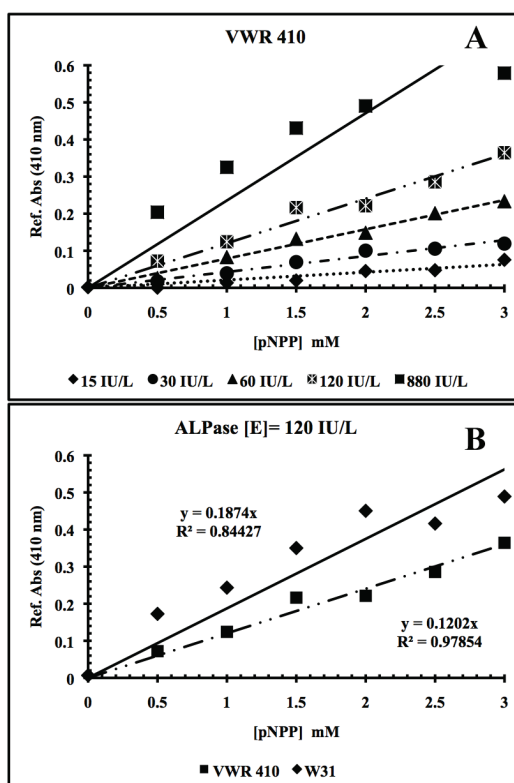 VWR 410
A
Ref. Abs (410 nm)
0.6
0.5
0.4
0.3
0.2
0.1
0
0 0.5 1 1.5 2 2.5 3
[pNPP] mM
15 IU/L 30 IU/L 60 IU/L 120 IU/L 880 IU/L
ALPase [E]= 120 IU/L
B
Ref. Abs (410 nm)
0.6
0.5
0.4
0.3
0.2
0.1
0
y = 0.1874x
R² = 0.84427
y = 0.1202x
R² = 0.97854
0 0.5 1 1.5 2 2.5 3
[pNPP] mM
VWR 410 W31